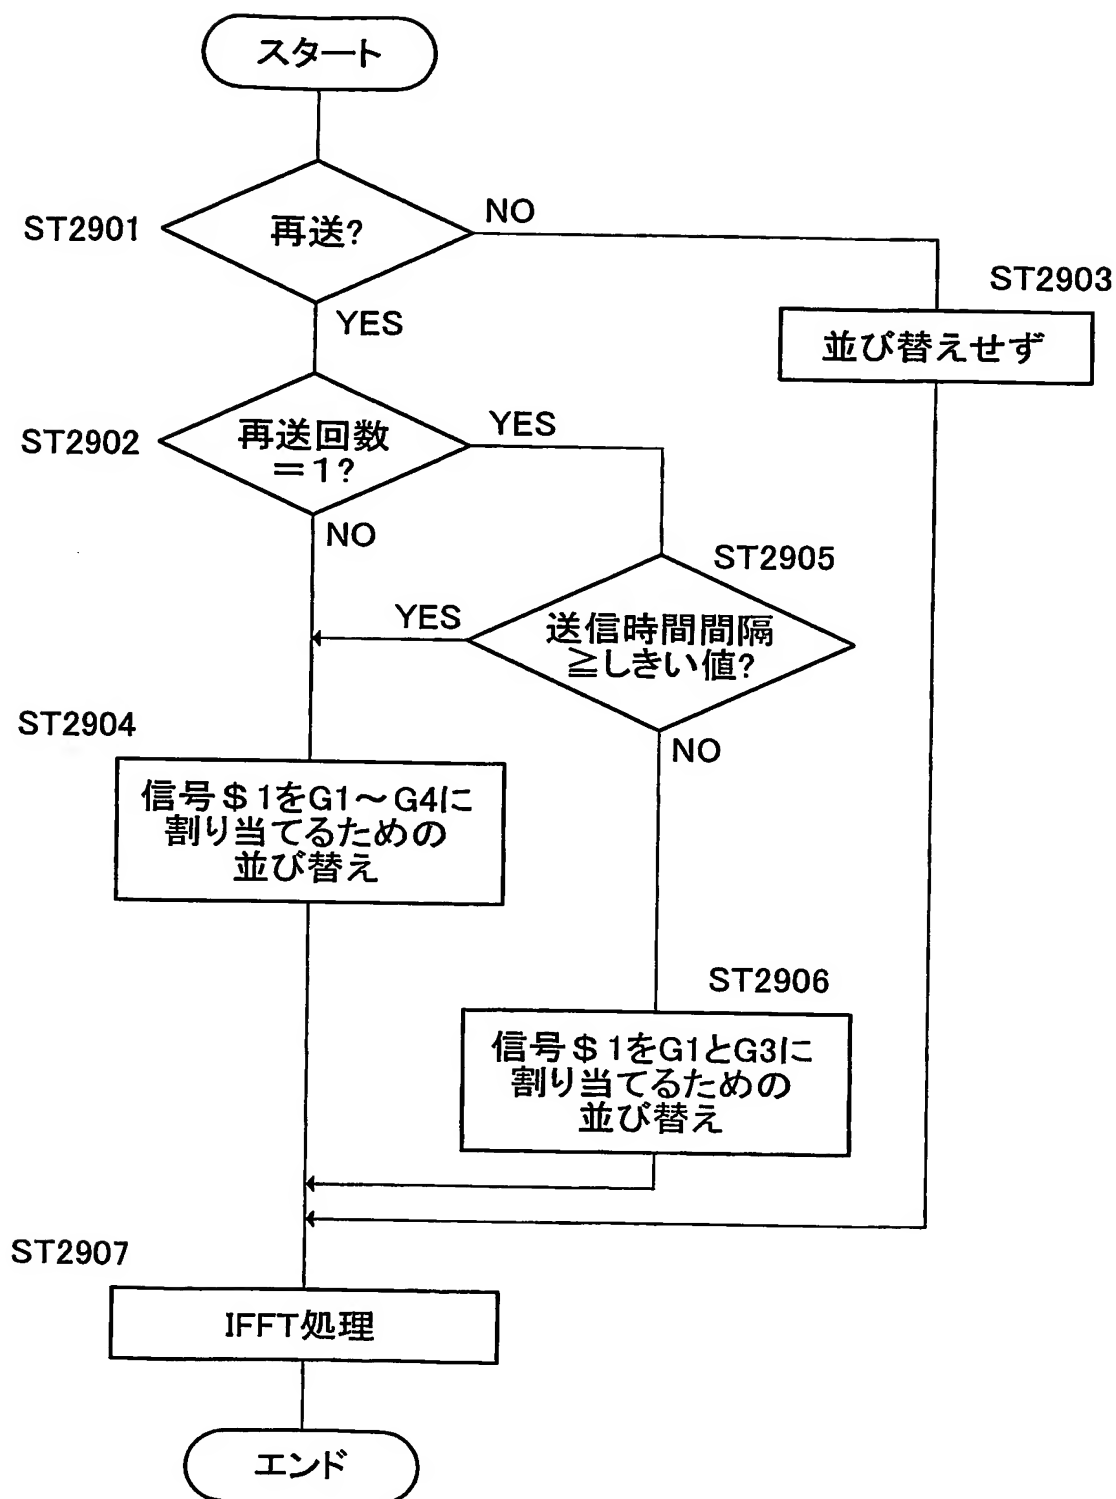 スタート
ST2901
再送?
NO
YES
ST2903
並び替えせず
ST2902
再送回数
=1?
YES
NO
ST2905
送信時間間隔
≧しきい値?
YES
NO
ST2904
信号$1をG1~G4に
割り当てるための
並び替え
ST2906
信号$1をG1とG3に
割り当てるための
並び替え
ST2907
IFFT処理
エンド